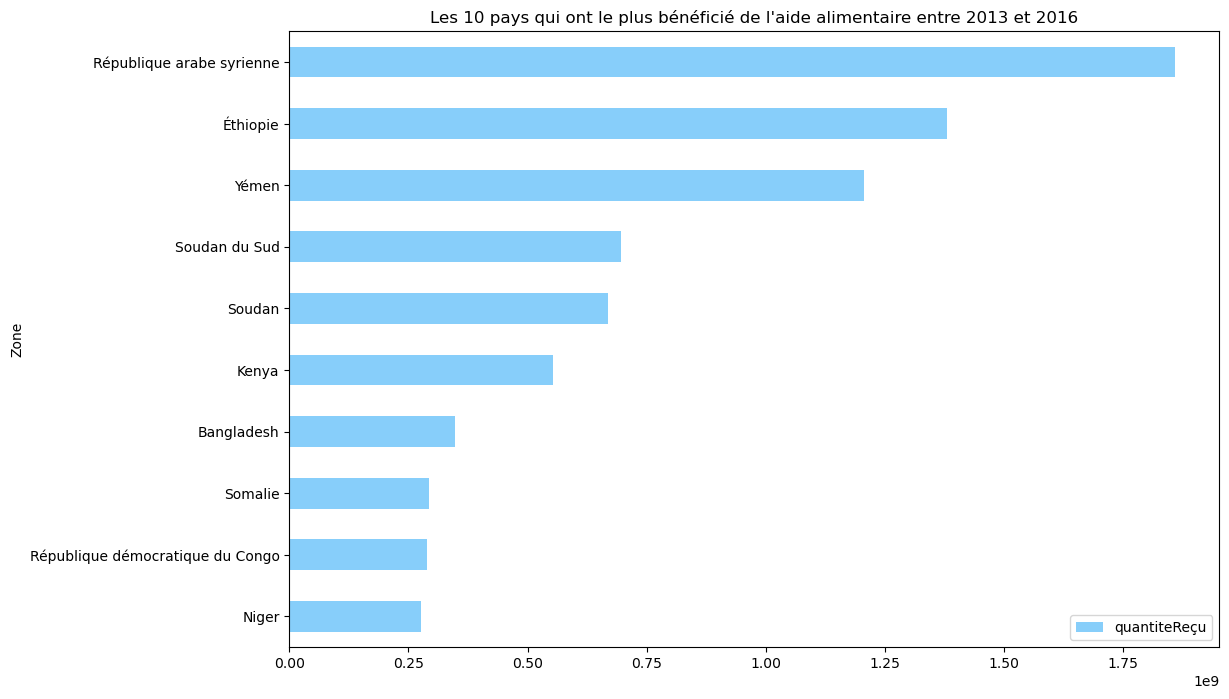 Les 10 pays qui ont le plus bénéficié de l'aide alimentaire entre 2013 et 2016
République arabe syrienne
Éthiopie
Yémen
Soudan du Sud
Soudan
Zone
Kenya
Bangladesh
Somalie
République démocratique du Congo
Niger
quantiteReçu
0.00 0.25 0.50 0.75 1.00 1.25 1.50 1.75
1e9